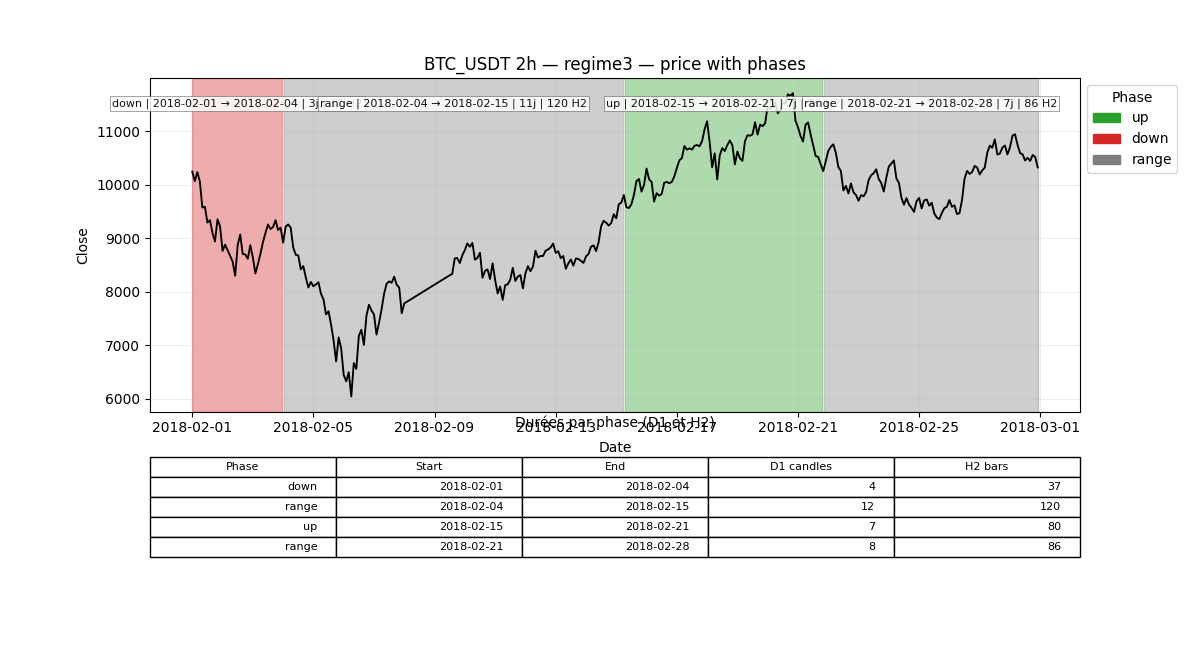 BTC_USDT 2h — regime3 — price with phases
down | 2018-02-01 → 2018-02-04 | 3j
range | 2018-02-04 → 2018-02-15 | 11j | 120 H2
up | 2018-02-15 → 2018-02-21 | 7j |
range | 2018-02-21 → 2018-02-28 | 7j | 86 H2
Phase
up
down
range
11000
10000
9000
8000
7000
6000
Close
2018-02-01 2018-02-05 2018-02-09 2018-02-13 2018-02-17 2018-02-21 2018-02-25 2018-03-01
Durées par phase (D1 et H2)
Date
Phase Start End D1 candles H2 bars
down 2018-02-01 2018-02-04 4 37
range 2018-02-04 2018-02-15 12 120
up 2018-02-15 2018-02-21 7 80
range 2018-02-21 2018-02-28 8 86